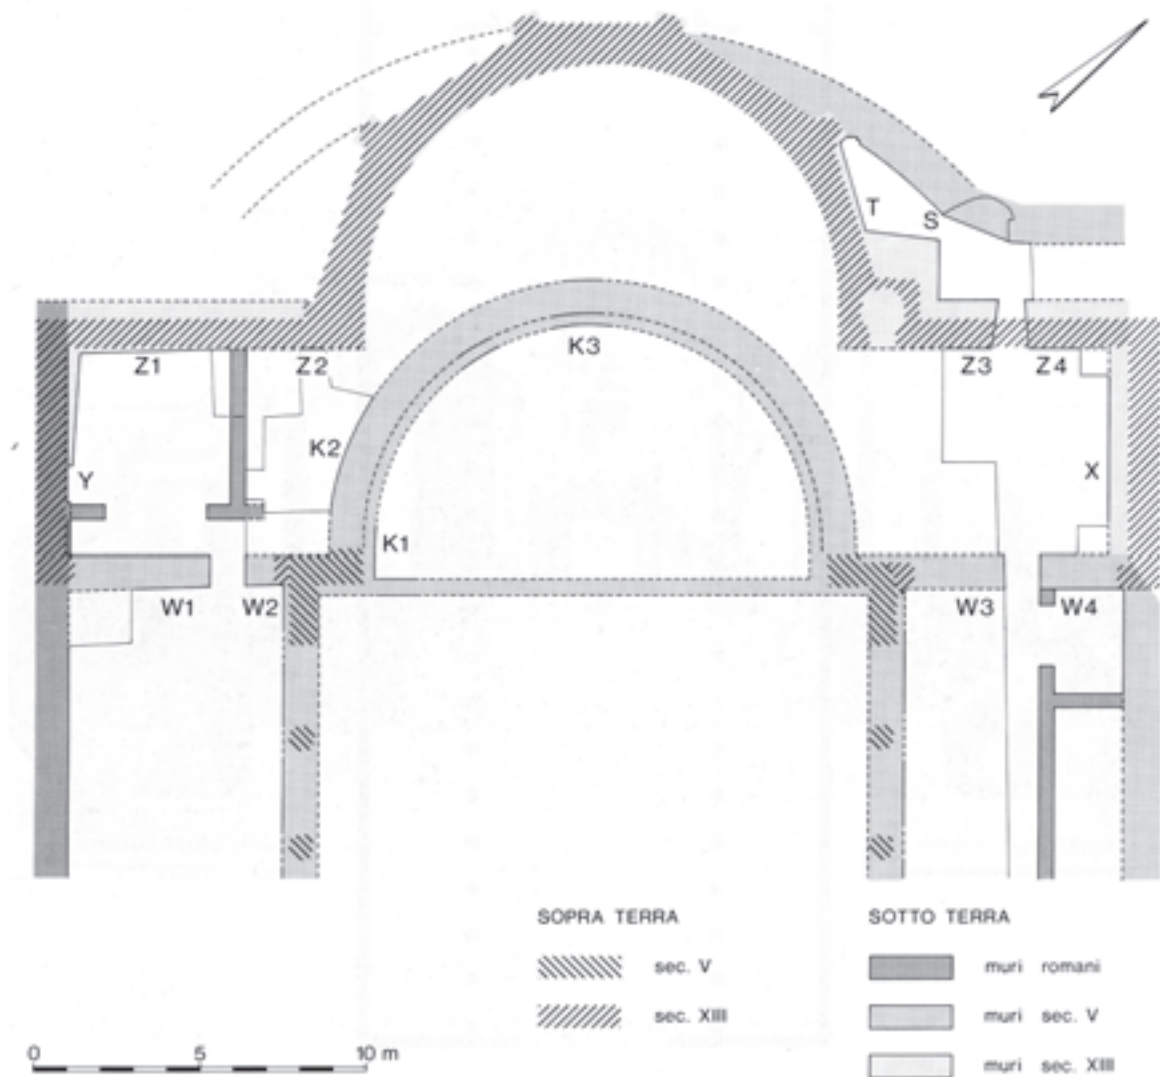 T
S
Z1
Z2
K3
Z3
Z4
K2
Y
X
K1
W1
W2
W3
W4
SOPRA TERRA
sec. V
sec. XIII
SOTTO TERRA
muri romani
muri sec. V
muri sec. XIII
0 5 10 m